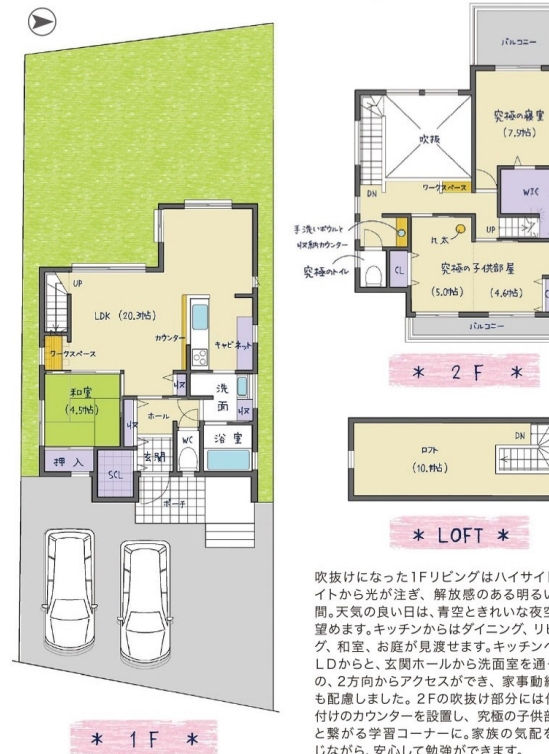 UP
LDK (20.3帖)
カウンター
キャビネット
ワークスペース
和室
(4.5帖)
収
洗面
収
ホール
収
WC
浴室
押入
玄関
SCL
ポーチ
* 1F *
バルコニー
究極の寝室
(7.9帖)
吹抜
WIC
DN
ワークスペース
手洗いボウルと
収納カウンター
UP
丸太
究極のトイレ
CL
究極の子供部屋
(5.0帖)
(4.6帖)
C
バルコニー
* 2F *
ロフト
DN
* LOFT *
吹抜けになった1Fリビングはハイサイド
イトから光が注ぎ、解放感のある明るい
間。天気の良い日は、青空ときれいな夜空
望めます。キッチンからはダイニング、リビ
グ、和室、お庭が見渡せます。キッチンへ
LDからと、玄関ホールから洗面室を通っ
の、2方向からアクセスができ、家事動線
も配慮しました。2Fの吹抜け部分には
付けのカウンターを設置し、究極の子供部
と繋がる学習コーナーに。家族の気配を
じながら、安心して勉強ができます。